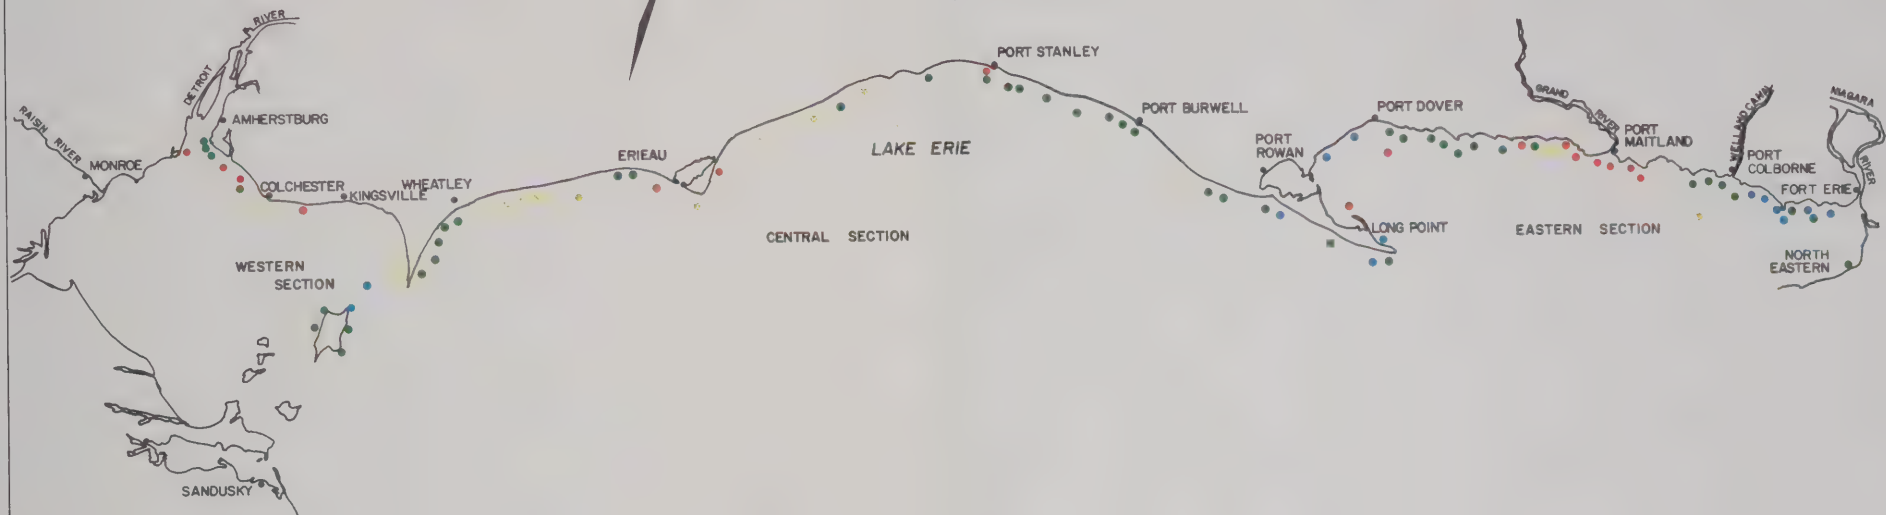 RIVER
DETROIT
RAISIN RIVER
AMHERSTBURG
MONROE
COLCHESTER
KINGSVILLE
WHEATLEY
ERIEAU
PORT STANLEY
LAKE ERIE
PORT BURWELL
PORT
ROWAN
PORT DOVER
GRAND
RIVER
PORT
MAITLAND
WELLAND CANAL
PORT
COLBORNE
NIAGARA
RIVER
FORT ERIE
LONG POINT
CENTRAL SECTION
EASTERN SECTION
WESTERN
SECTION
NORTH
EASTERN
SANDUSKY